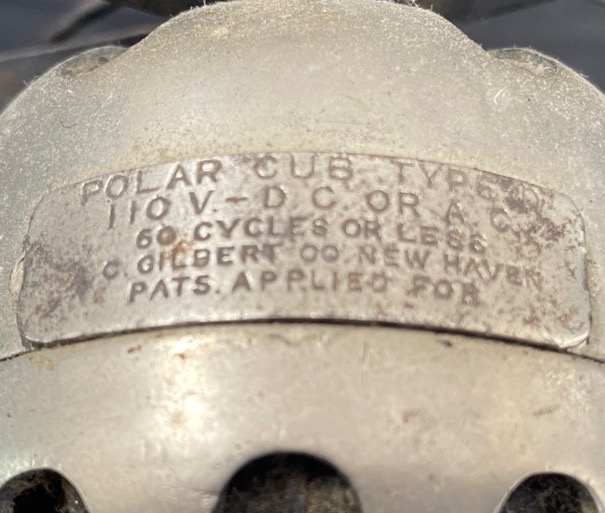 POLAR CUB TYPE D
110 V.-D C OR A C
60 CYCLES OR LESS
C. GILBERT CO NEW HAVEN
PATS. APPLIED FOR